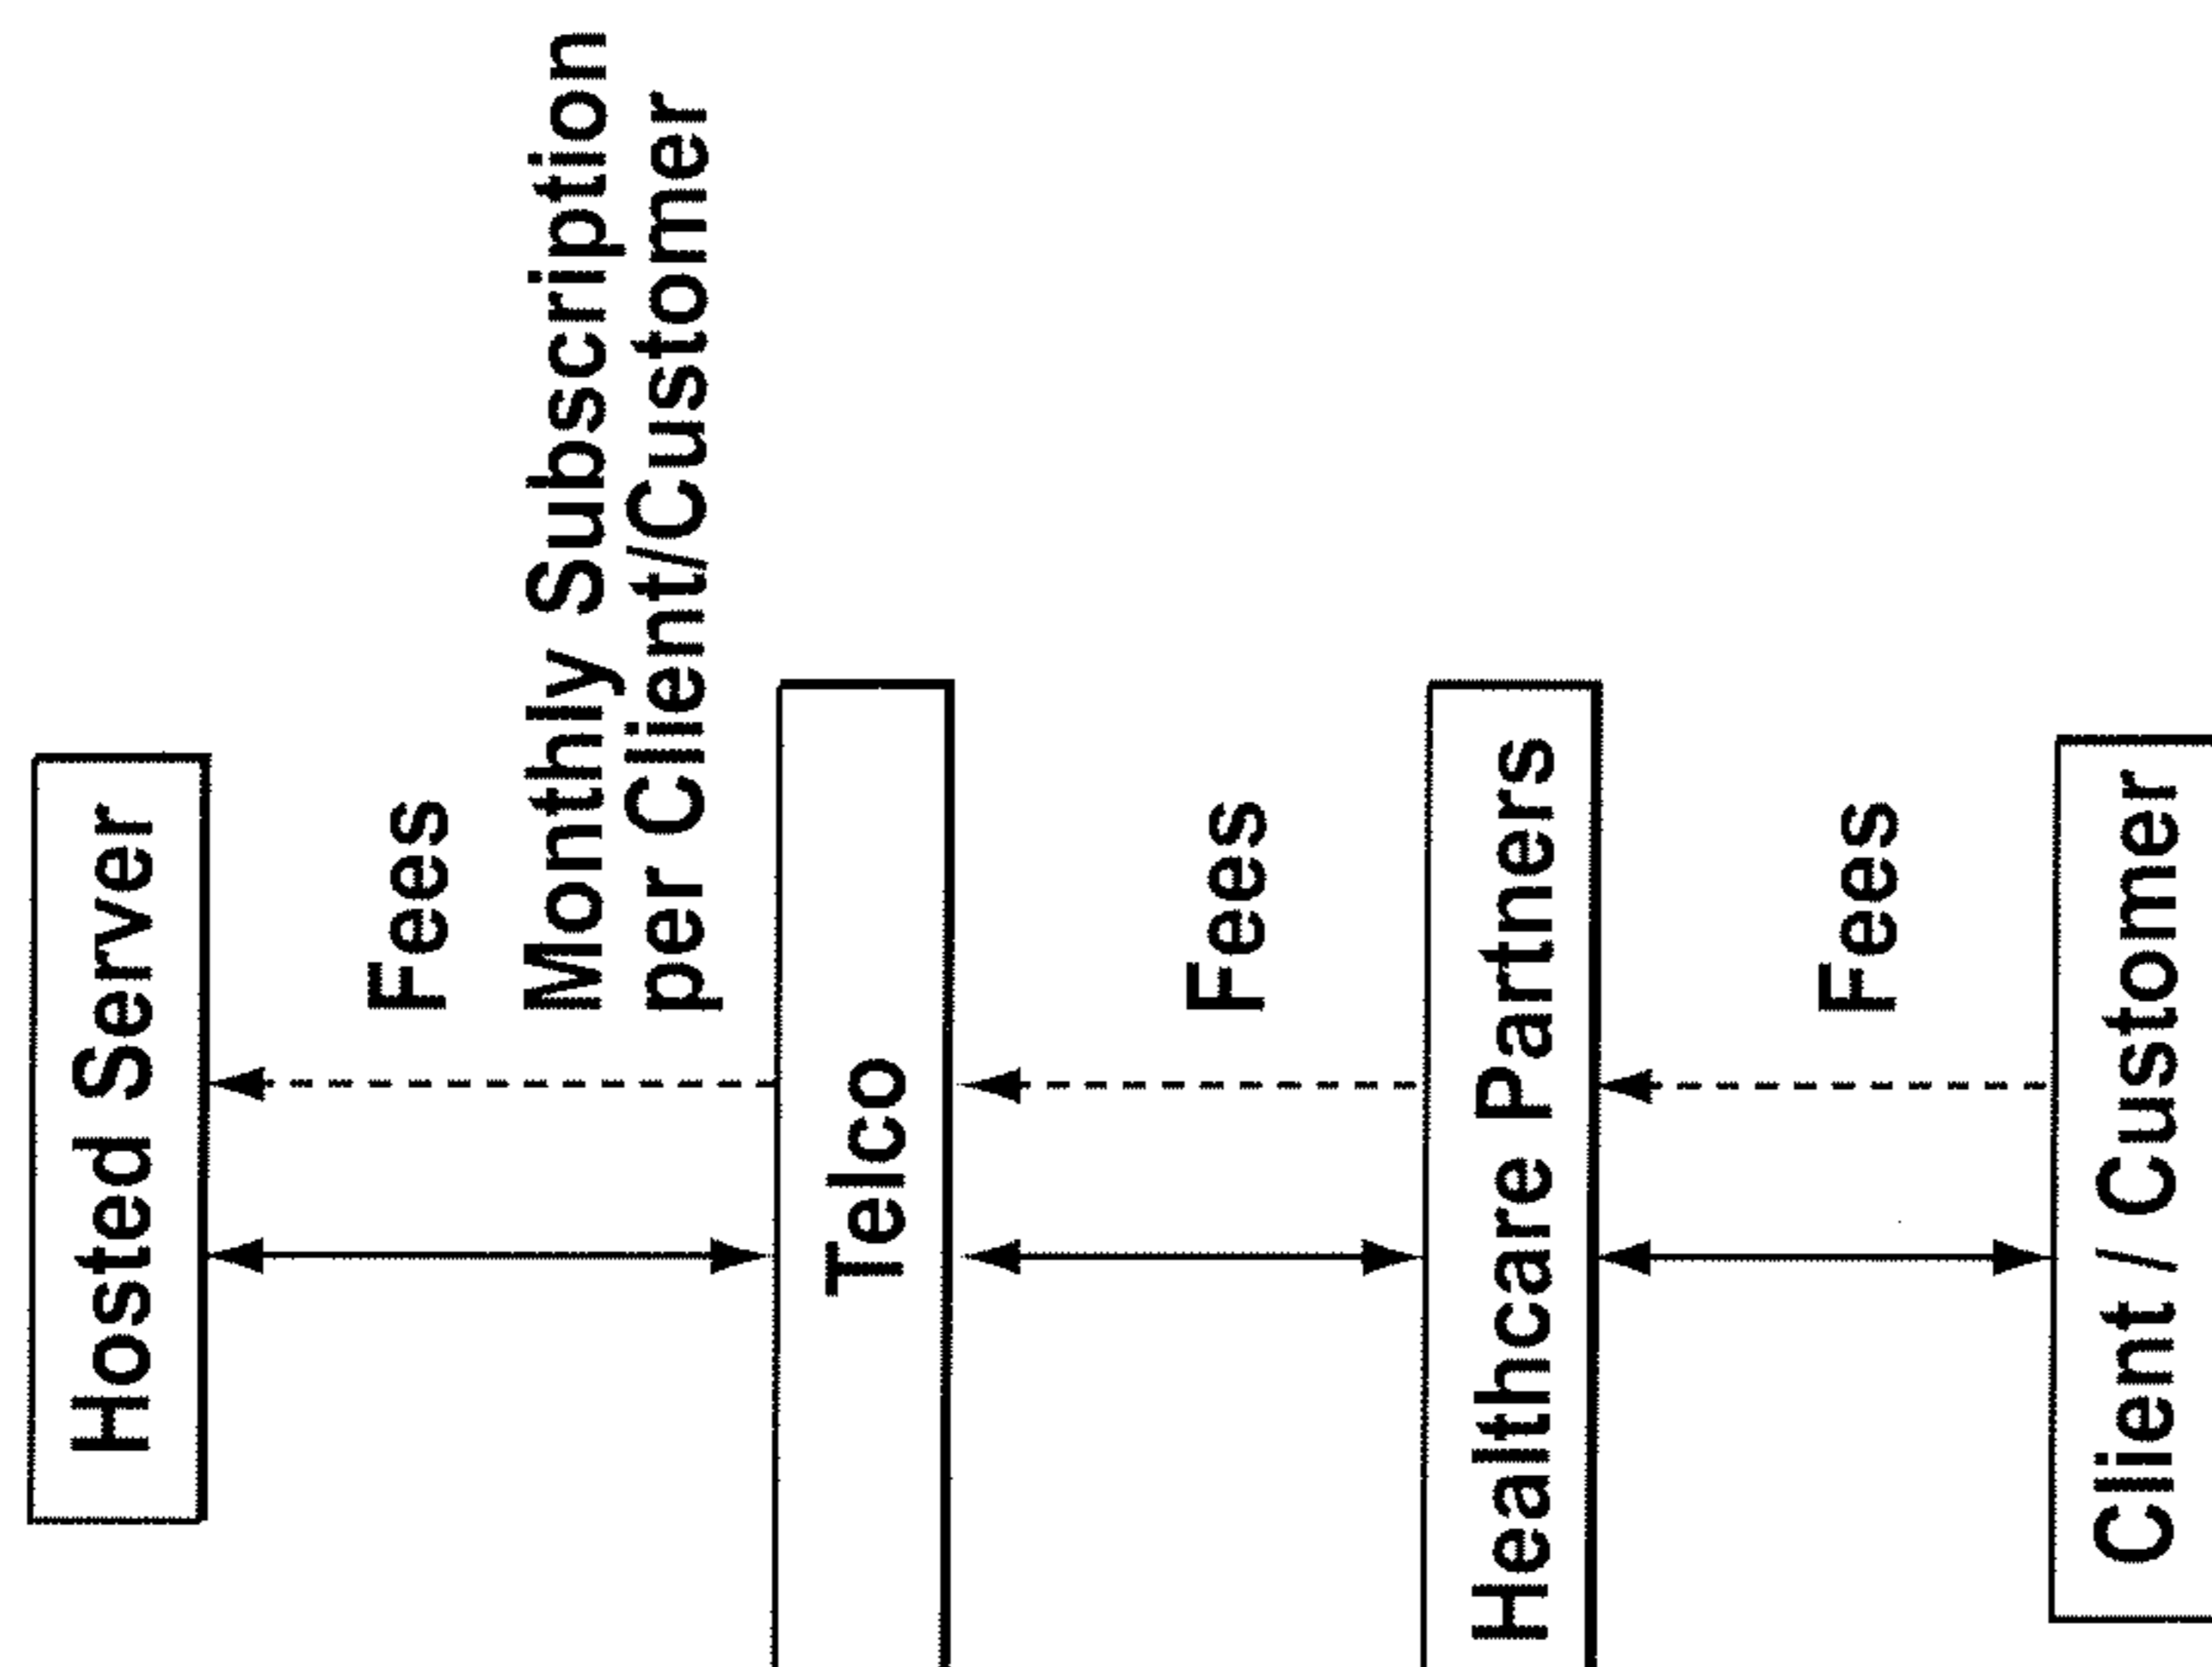 Hosted Server
Fees
Monthly Subscription
per Client/Customer
Telco
Fees
Healthcare Partners
Fees
Client / Customer